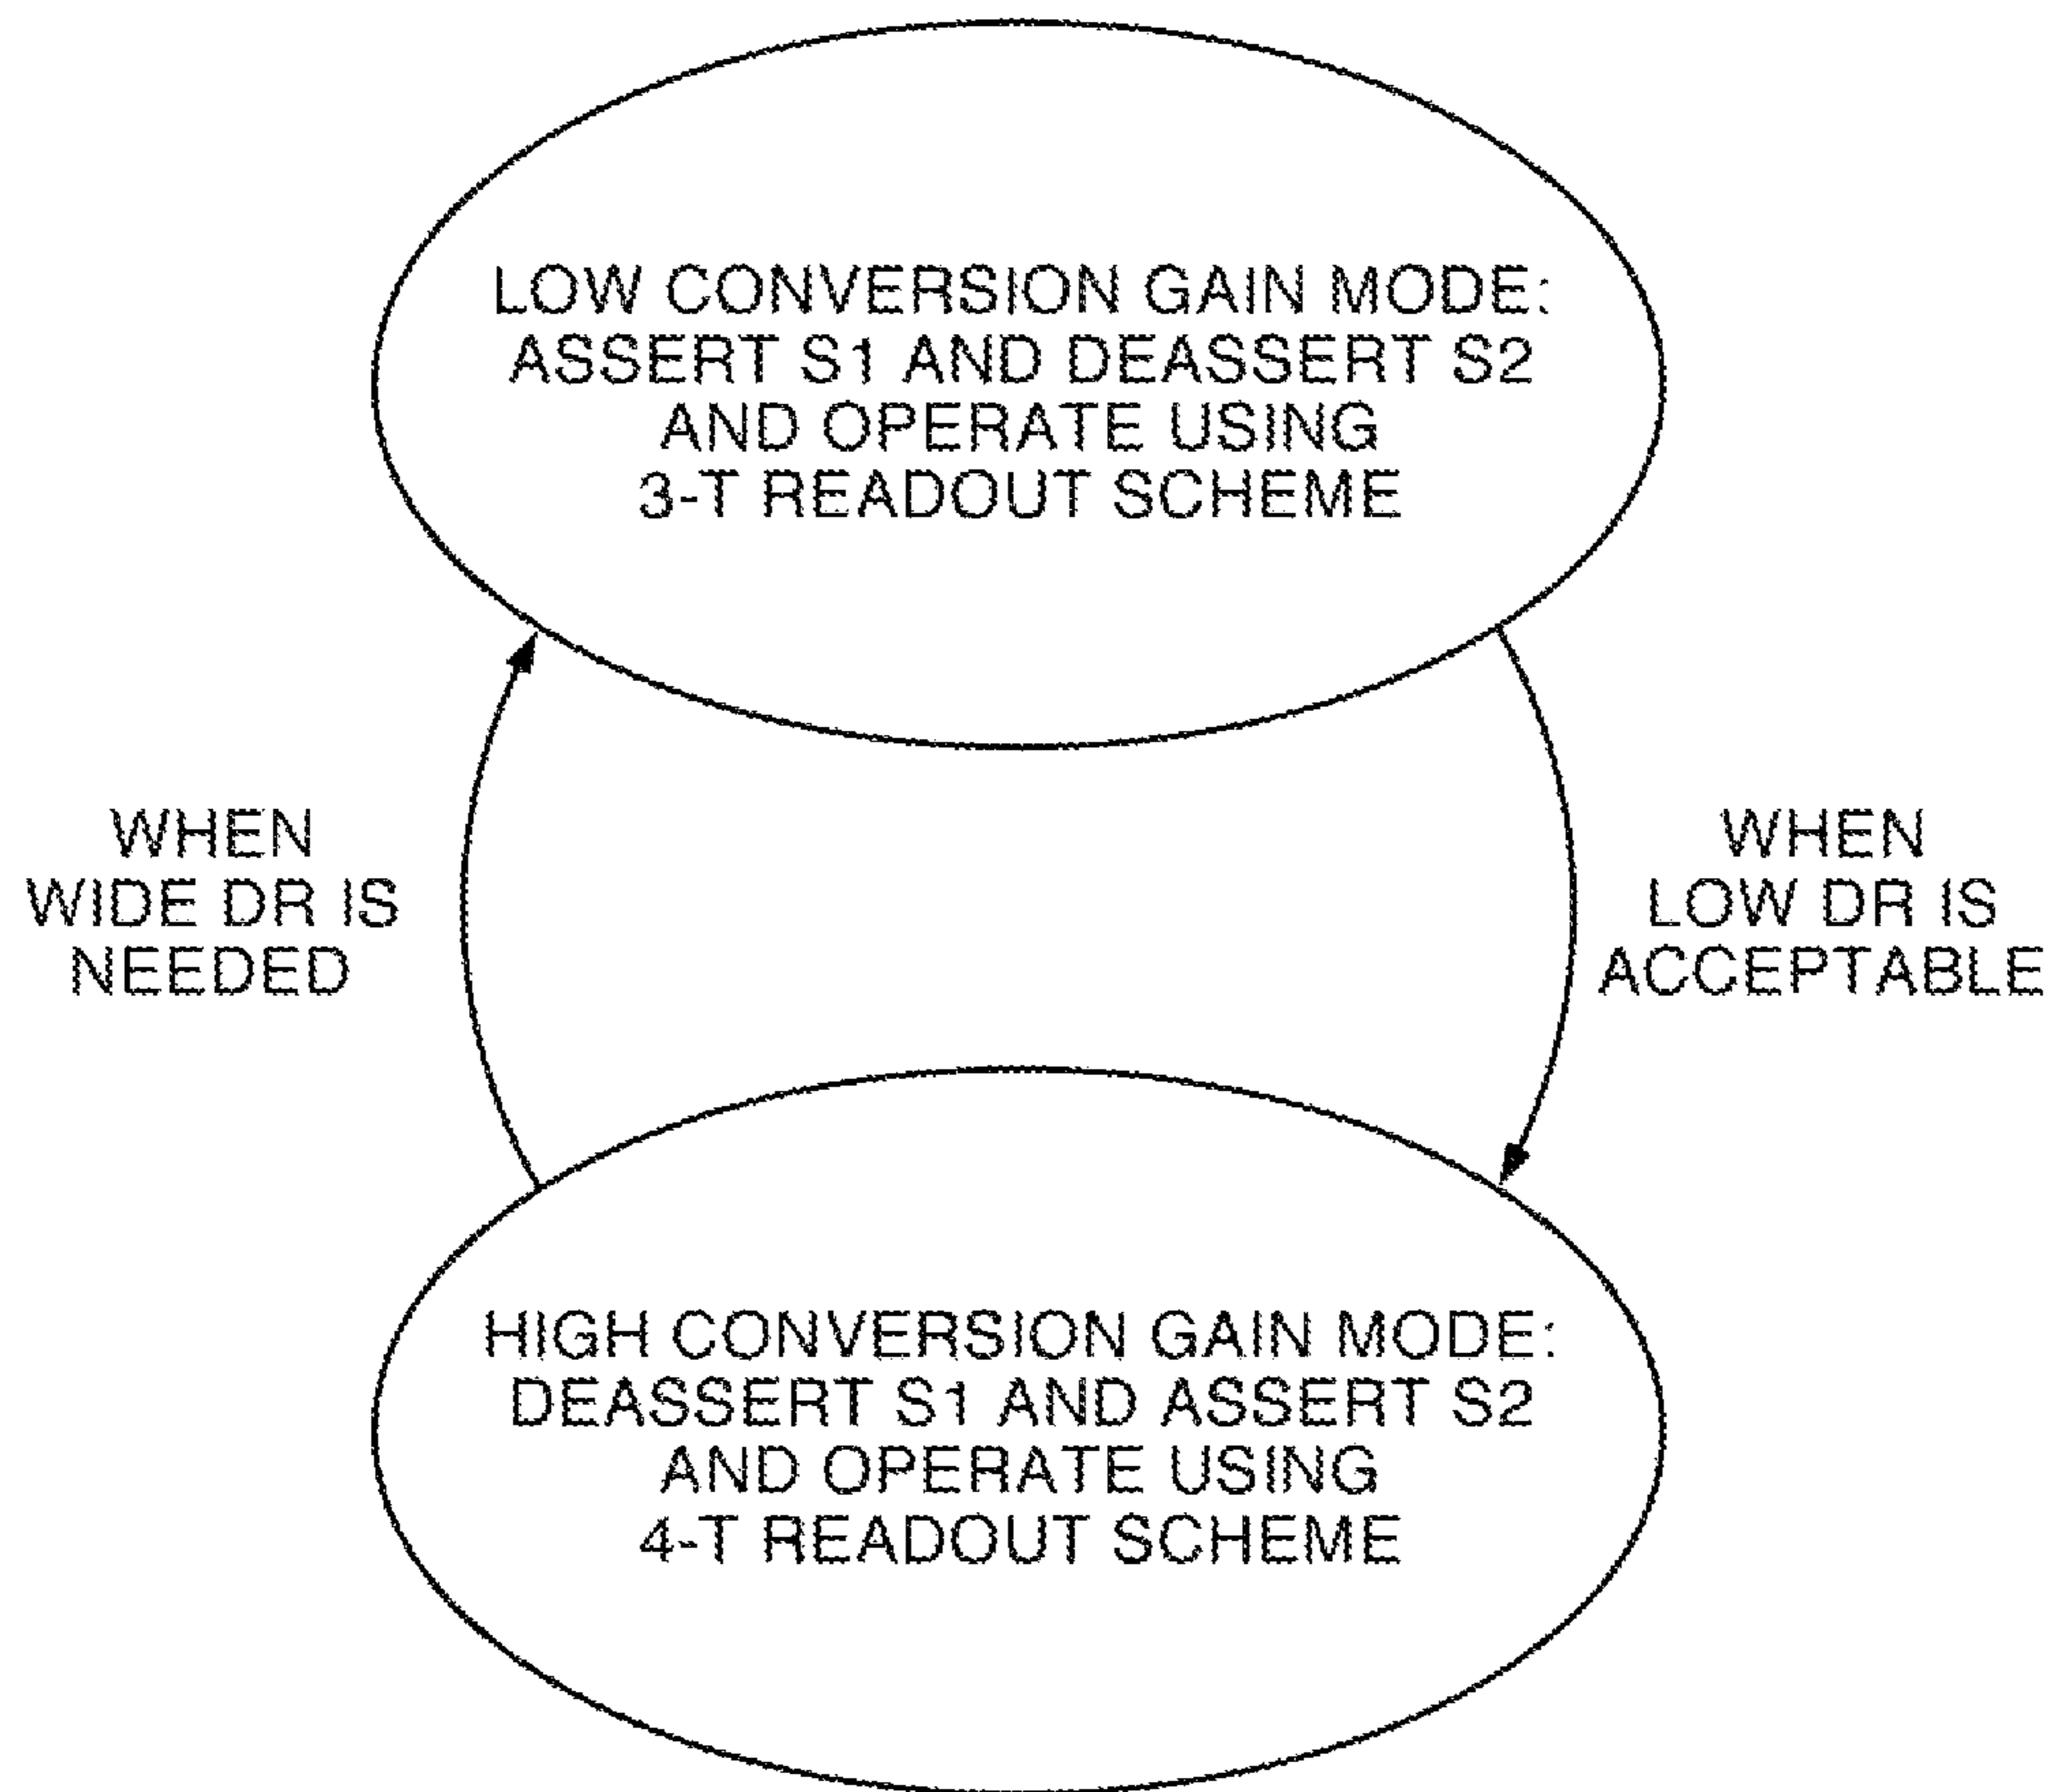 LOW CONVERSION GAIN MODE:
ASSERT S1 AND DEASSERT S2
AND OPERATE USING
3-T READOUT SCHEME
WHEN
WIDE DR IS
NEEDED
WHEN
LOW DR IS
ACCEPTABLE
HIGH CONVERSION GAIN MODE:
DEASSERT S1 AND ASSERT S2
AND OPERATE USING
4-T READOUT SCHEME